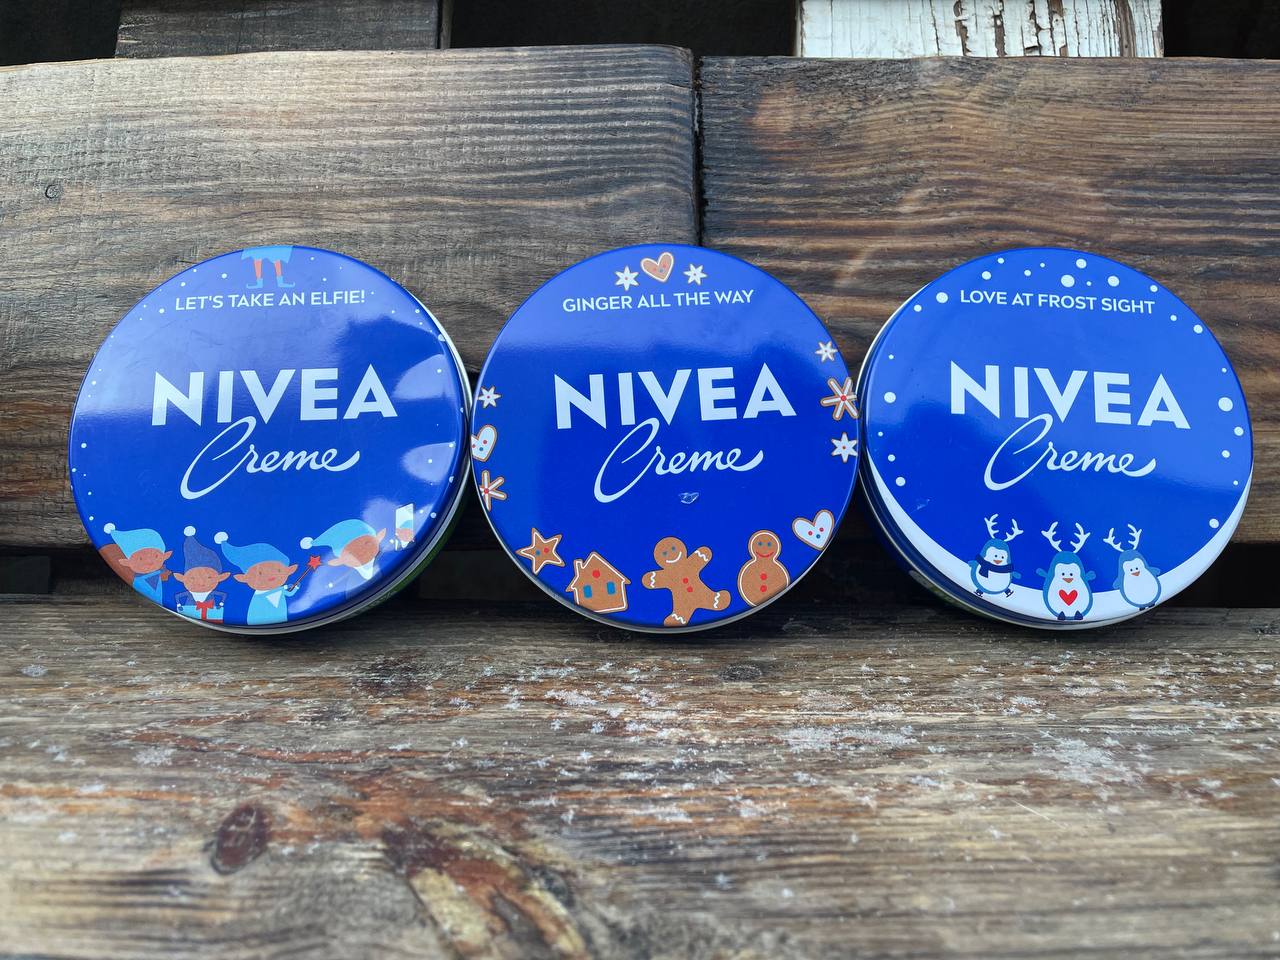 LET'S TAKE AN ELFIE!
NIVEA
Creme
GINGER ALL THE WAY
NIVEA
Creme
LOVE AT FROST SIGHT
NIVEA
Creme